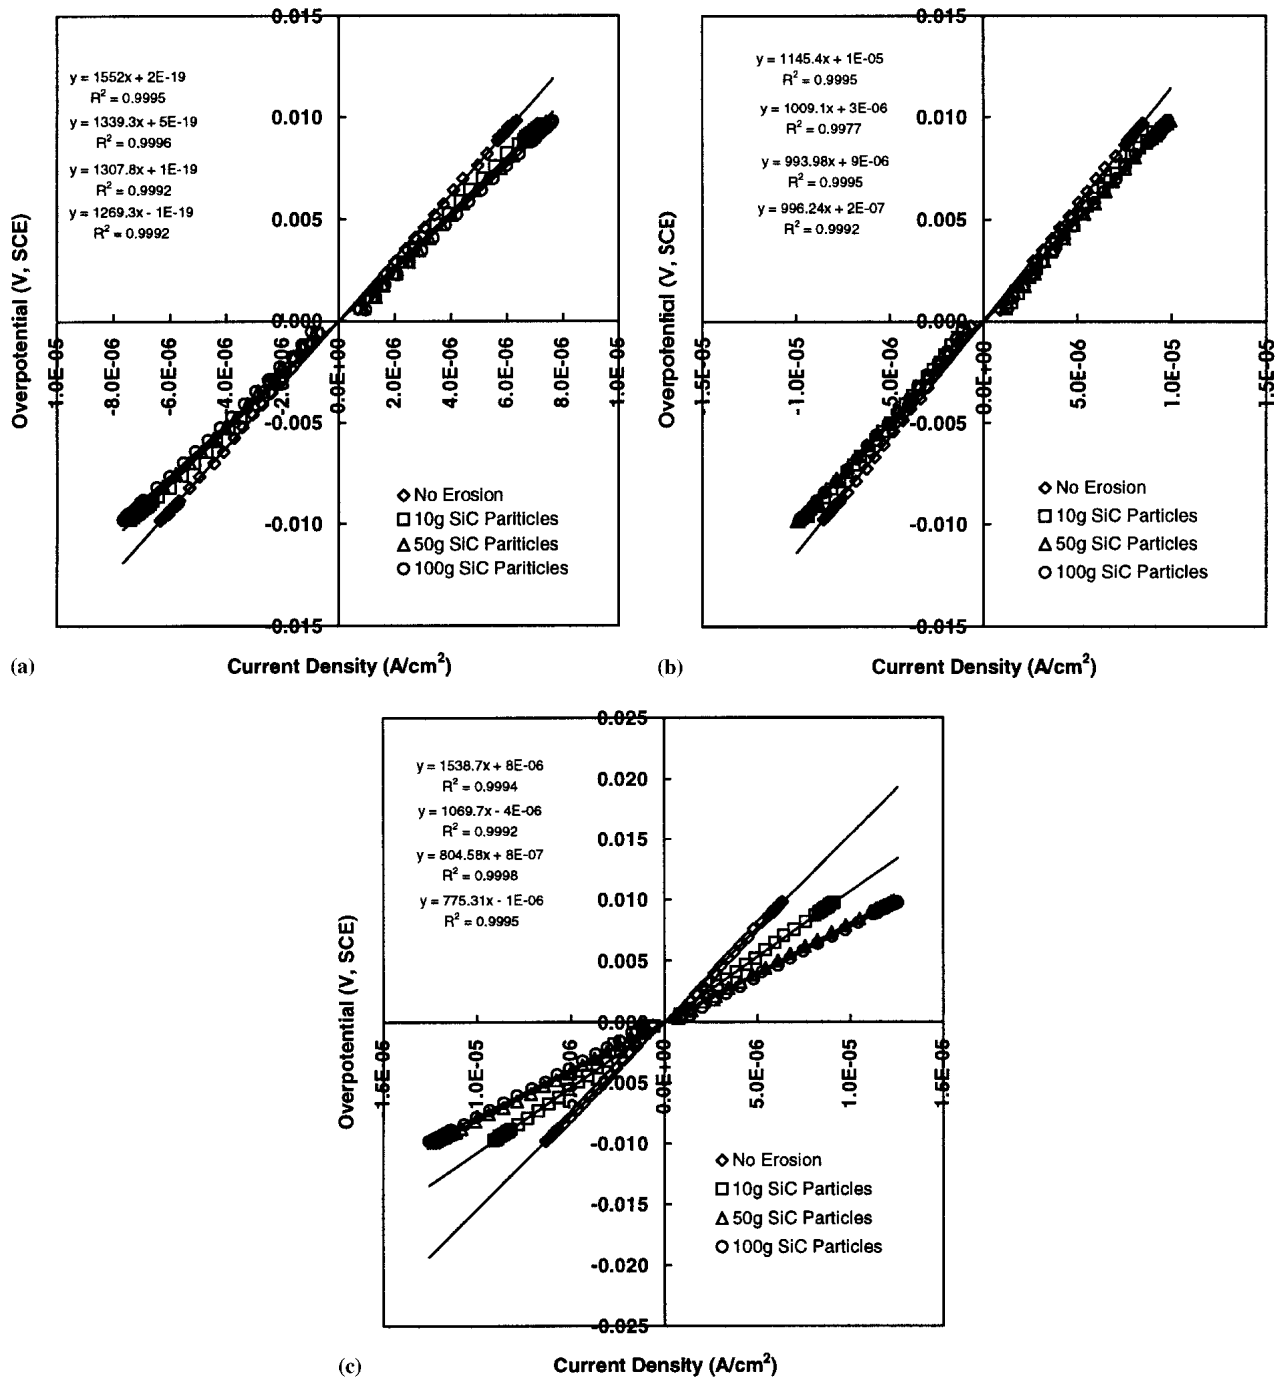 0.015
y = 1552x + 2E-19
R² = 0.9995
0.010
y = 1339.3x + 5E-19
R² = 0.9996
y = 1307.8x + 1E-19
R² = 0.9992
0.005
y = 1269.3x - 1E-19
R² = 0.9992
Overpotential (V, SCE)
0.000
1.0E-05
-8.0E-06
-6.0E-06
-4.0E-06
-2.0E-06
0.0E+00
2.0E-06
4.0E-06
6.0E-06
8.0E-06
1.0E-05
-0.005
-0.010
-0.015
No Erosion
10g SiC Pariticles
50g SiC Pariticles
100g SiC Pariticles
(a)
Current Density (A/cm²)
0.015
y = 1145.4x + 1E-05
R² = 0.9995
0.010
y = 1009.1x + 3E-06
R² = 0.9977
y = 993.98x + 9E-06
R² = 0.9995
0.005
y = 996.24x + 2E-07
R² = 0.9992
Overpotential (V, SCE)
0.000
-1.5E-05
-1.0E-05
-5.0E-06
0.0E+00
5.0E-06
1.0E-05
1.5E-05
-0.005
-0.010
-0.015
No Erosion
10g SiC Particles
50g SiC Particles
100g SiC Particles
(b)
Current Density (A/cm²)
0.025
0.020
y = 1538.7x + 8E-06
R² = 0.9994
0.015
y = 1069.7x - 4E-06
R² = 0.9992
y = 804.58x + 8E-07
R² = 0.9998
0.010
y = 775.31x - 1E-06
R² = 0.9995
0.005
Overpotential (V, SCE)
0.000
1.5E-05
1.0E-05
0.0E+00
5.0E-06
1.0E-05
1.5E-05
-0.010
-0.015
-0.020
-0.025
No Erosion
10g SiC Particles
50g SiC Particles
100g SiC Particles
(c)
Current Density (A/cm²)